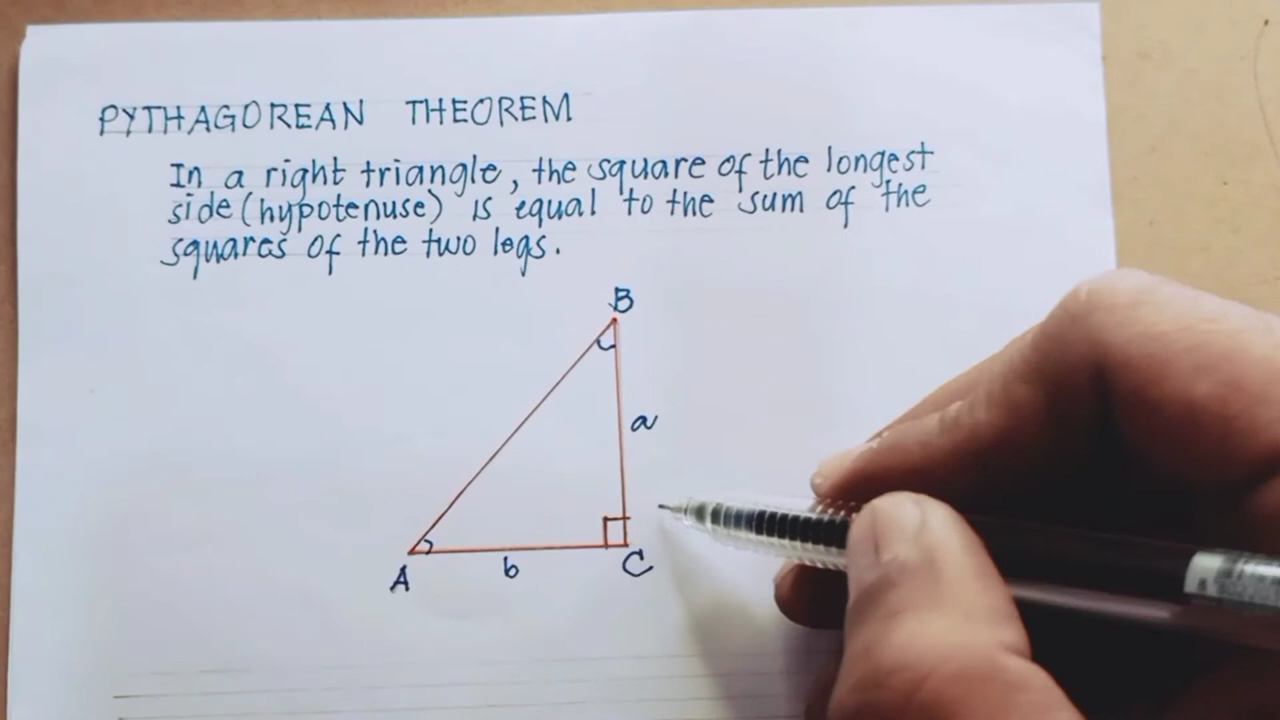 PYTHAGOREAN THEOREM
In a right triangle, the square of the longest
side (hypotenuse) is equal to the sum of the
squares of the two legs.
B
a
A b C